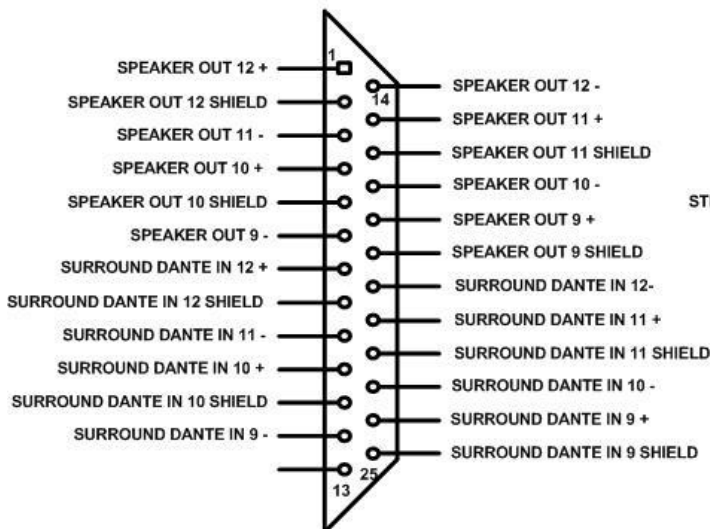 1
SPEAKER OUT 12 +
SPEAKER OUT 12 SHIELD
SPEAKER OUT 11 -
SPEAKER OUT 10 +
SPEAKER OUT 10 SHIELD
SPEAKER OUT 9 -
SURROUND DANTE IN 12 +
SURROUND DANTE IN 12 SHIELD
SURROUND DANTE IN 11 -
SURROUND DANTE IN 10 +
SURROUND DANTE IN 10 SHIELD
SURROUND DANTE IN 9 -
13
14
SPEAKER OUT 12 -
SPEAKER OUT 11 +
SPEAKER OUT 11 SHIELD
SPEAKER OUT 10 -
SPEAKER OUT 9 +
SPEAKER OUT 9 SHIELD
SURROUND DANTE IN 12-
SURROUND DANTE IN 11 +
SURROUND DANTE IN 11 SHIELD
SURROUND DANTE IN 10 -
SURROUND DANTE IN 9 +
SURROUND DANTE IN 9 SHIELD
25